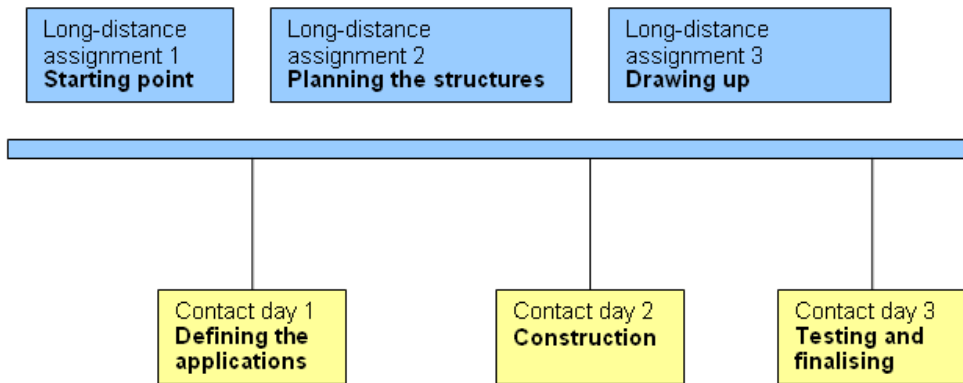 Long-distance
assignment 1
Starting point
Long-distance
assignment 2
Planning the structures
Long-distance
assignment 3
Drawing up
Contact day 1
Defining the
applications
Contact day 2
Construction
Contact day 3
Testing and
finalising